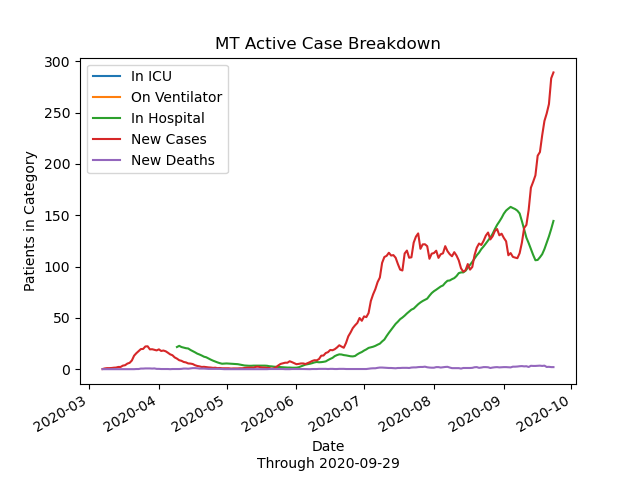 MT Active Case Breakdown
300
250
200
150
100
50
0
Patients in Category
In ICU
On Ventilator
In Hospital
New Cases
New Deaths
2020-03
2020-04
2020-05
2020-06
2020-07
2020-08
2020-09
2020-10
Date
Through 2020-09-29